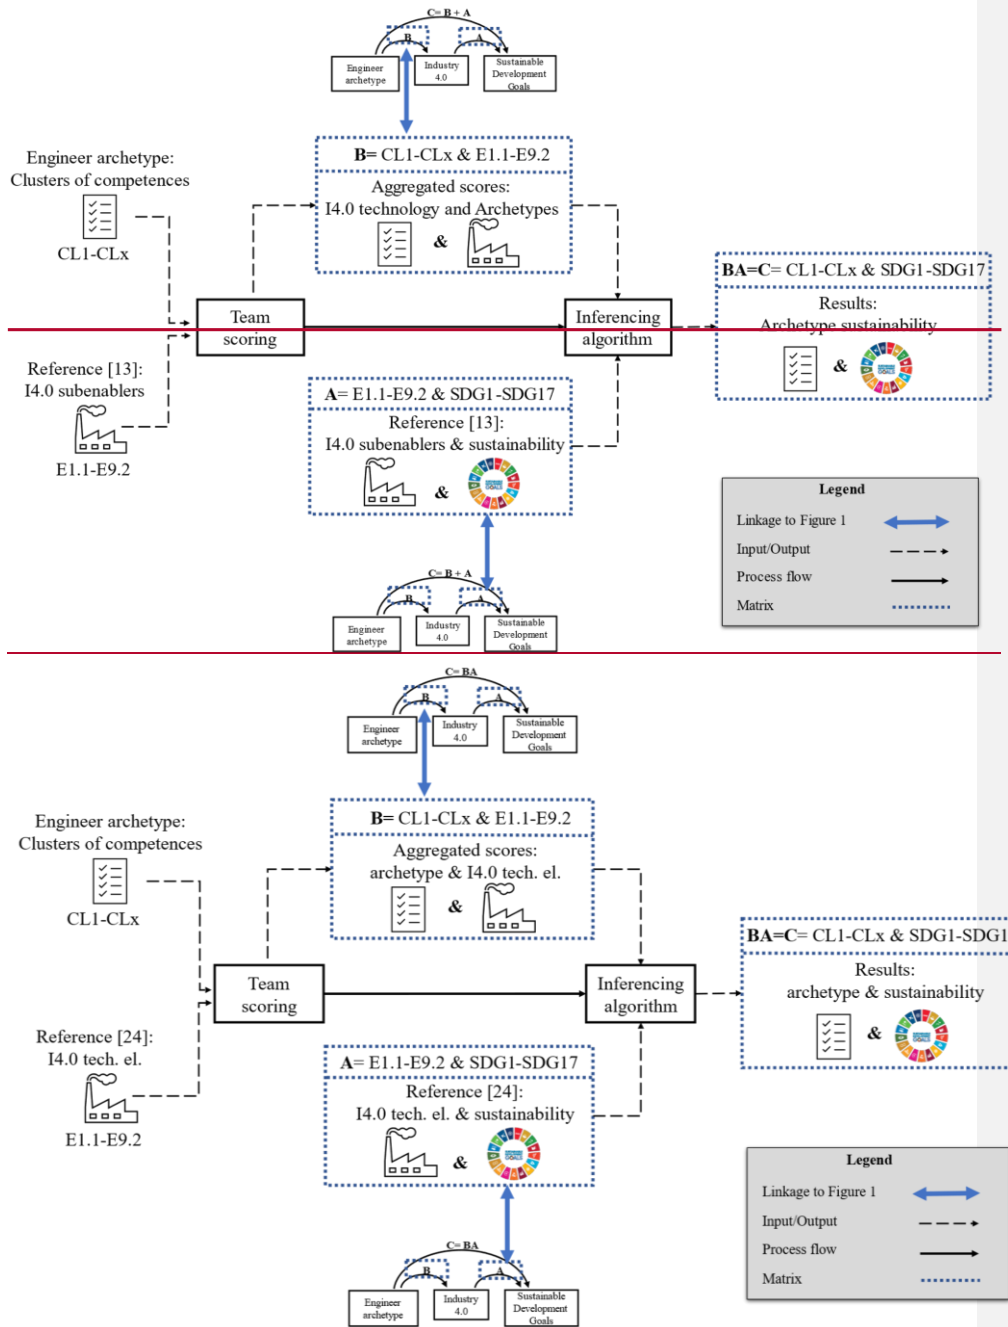 C= B + A
B
A
Engineer
archetype
Industry
4.0
Sustainable
Development
Goals
B= CL1-CLx & E1.1-E9.2
Engineer archetype:
Clusters of competences
Aggregated scores:
I4.0 technology and Archetypes
&
CL1-CLx
BA=C= CL1-CLx & SDG1-SDG17
Team
scoring
Inferencing
algorithm
Results:
Archetype sustainability
&
Reference [13]:
I4.0 subenablers
E1.1-E9.2
A= E1.1-E9.2 & SDG1-SDG17
Reference [13]:
I4.0 subenablers & sustainability
&
Legend
Linkage to Figure 1
Input/Output
Process flow
Matrix
C= B + A
B
A
Engineer
archetype
Industry
4.0
Sustainable
Development
Goals
C= BA
B
A
Engineer
archetype
Industry
4.0
Sustainable
Development
Goals
B= CL1-CLx & E1.1-E9.2
Engineer archetype:
Clusters of competences
Aggregated scores:
archetype & I4.0 tech. el.
&
CL1-CLx
BA=C= CL1-CLx & SDG1-SDG1
Team
scoring
Inferencing
algorithm
Results:
archetype & sustainability
&
Reference [24]:
I4.0 tech. el.
E1.1-E9.2
A= E1.1-E9.2 & SDG1-SDG17
Reference [24]:
I4.0 tech. el. & sustainability
&
Legend
Linkage to Figure 1
Input/Output
Process flow
Matrix
C= BA
B
A
Engineer
archetype
Industry
4.0
Sustainable
Development
Goals